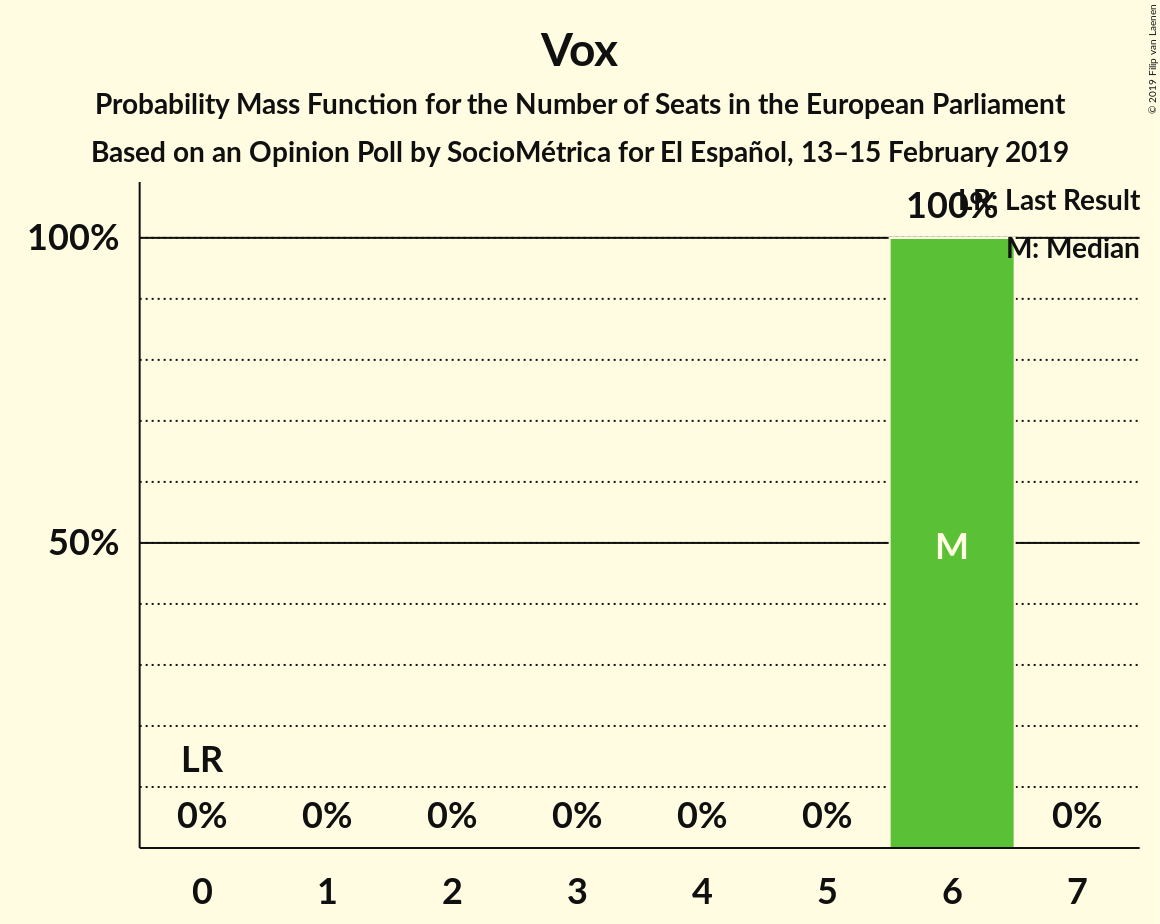 Vox
Probability Mass Function for the Number of Seats in the European Parliament
Based on an Opinion Poll by SocioMétrica for El Español, 13–15 February 2019
© 2019 Filip van Laenen
LR: Last Result
M: Median
100%
100%
50%
M
LR
0% 0% 0% 0% 0% 0% 0%
0 1 2 3 4 5 6 7